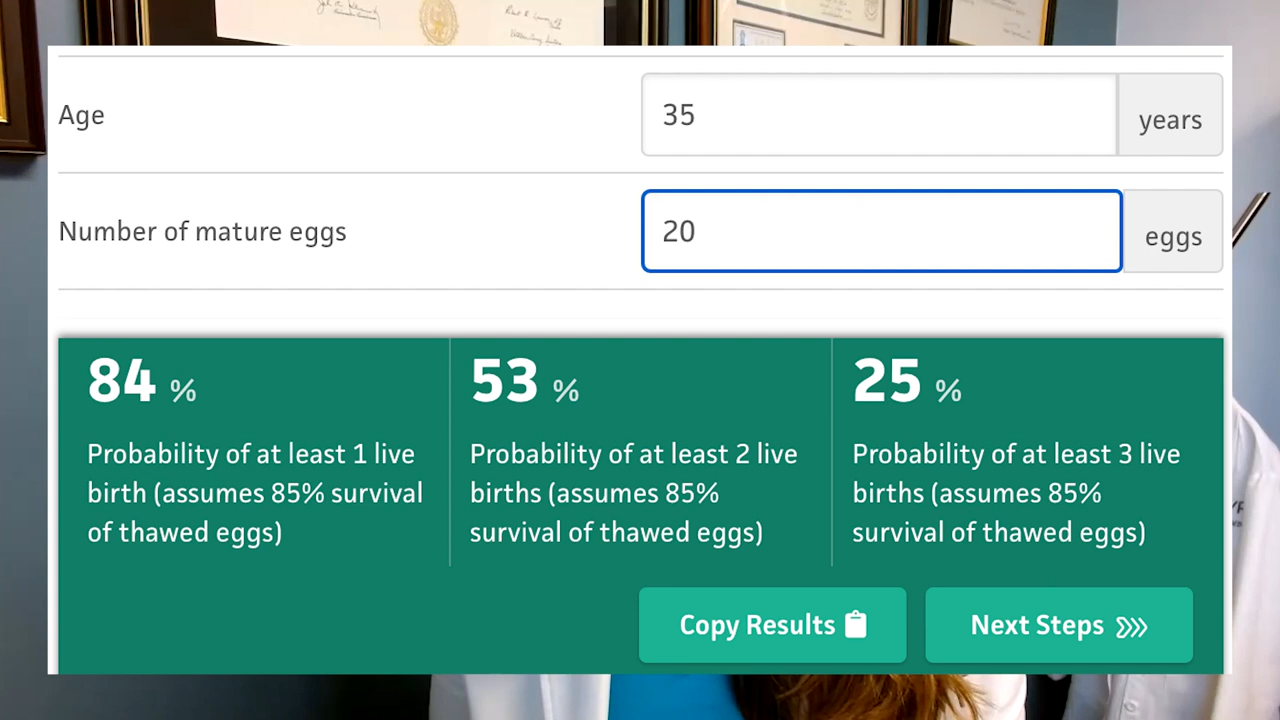 Age
35
years
Number of mature eggs
20
eggs
84 %
Probability of at least 1 live
birth (assumes 85% survival
of thawed eggs)
53 %
Probability of at least 2 live
births (assumes 85%
survival of thawed eggs)
25 %
Probability of at least 3 live
births (assumes 85%
survival of thawed eggs)
Copy Results
Next Steps